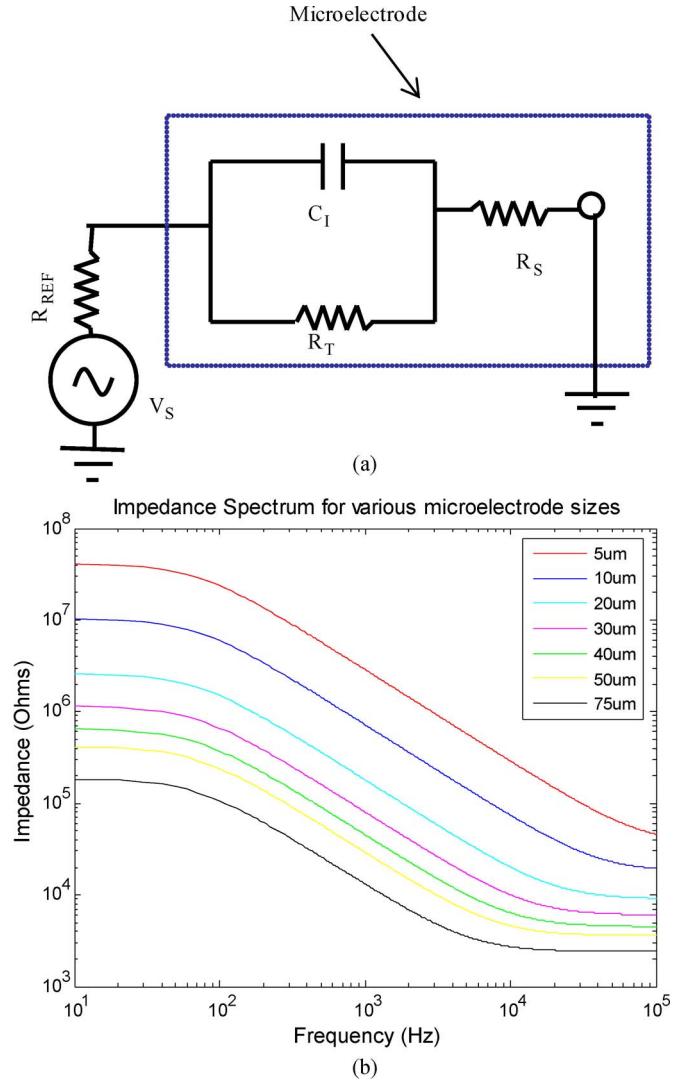 Microelectrode
C_I
R_S
R_REF
R_T
V_S
(a)
Impedance Spectrum for various microelectrode sizes
10^8
10^7
10^6
10^5
10^4
10^3
Impedance (Ohms)
5um
10um
20um
30um
40um
50um
75um
10^1 10^2 10^3 10^4 10^5
Frequency (Hz)
(b)